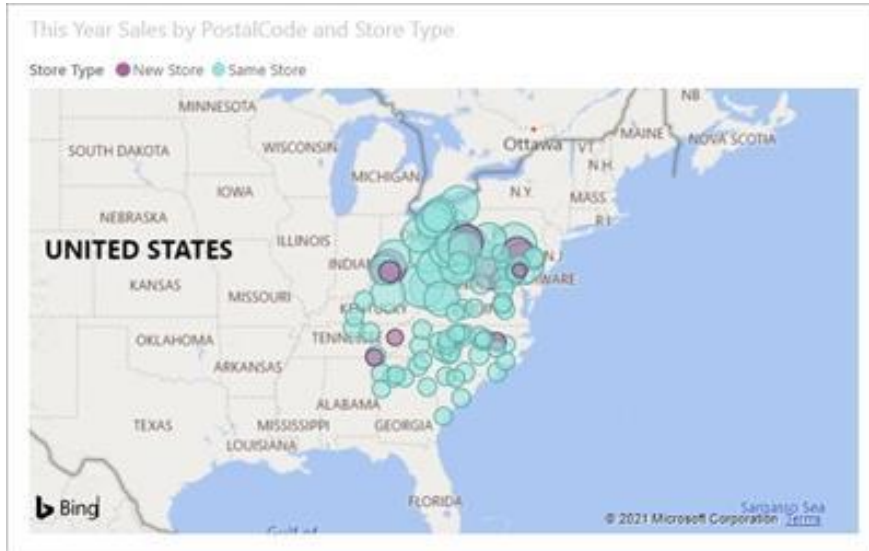 This Year Sales by PostalCode and Store Type
Store Type New Store Same Store
NB
MINNESOTA
MAINE
NOVA SCOTIA
SOUTH DAKOTA
WISCONSIN
Ottawa
VT
N.H.
MICHIGAN
IOWA
N.Y.
MASS
NEBRASKA
R.I.
UNITED STATES
ILLINOIS
N J
KANSAS
MISSOURI
OKLAHOMA
ARKANSAS
ALABAMA
TEXAS
MISSISSIPPI
GEORGIA
LOUISIANA
FLORIDA
Bing
Sargasso Sea
© 2021 Microsoft Corporation Terms